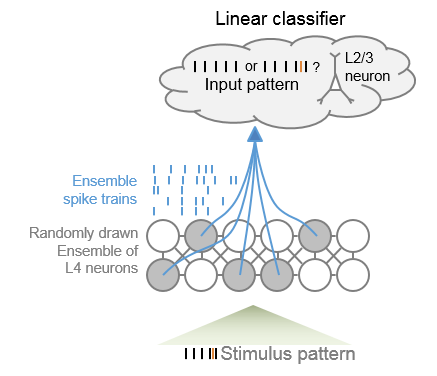 Linear classifier
or ?
Input pattern
L2/3
neuron
Ensemble
spike trains
Randomly drawn
Ensemble of
L4 neurons
Stimulus pattern